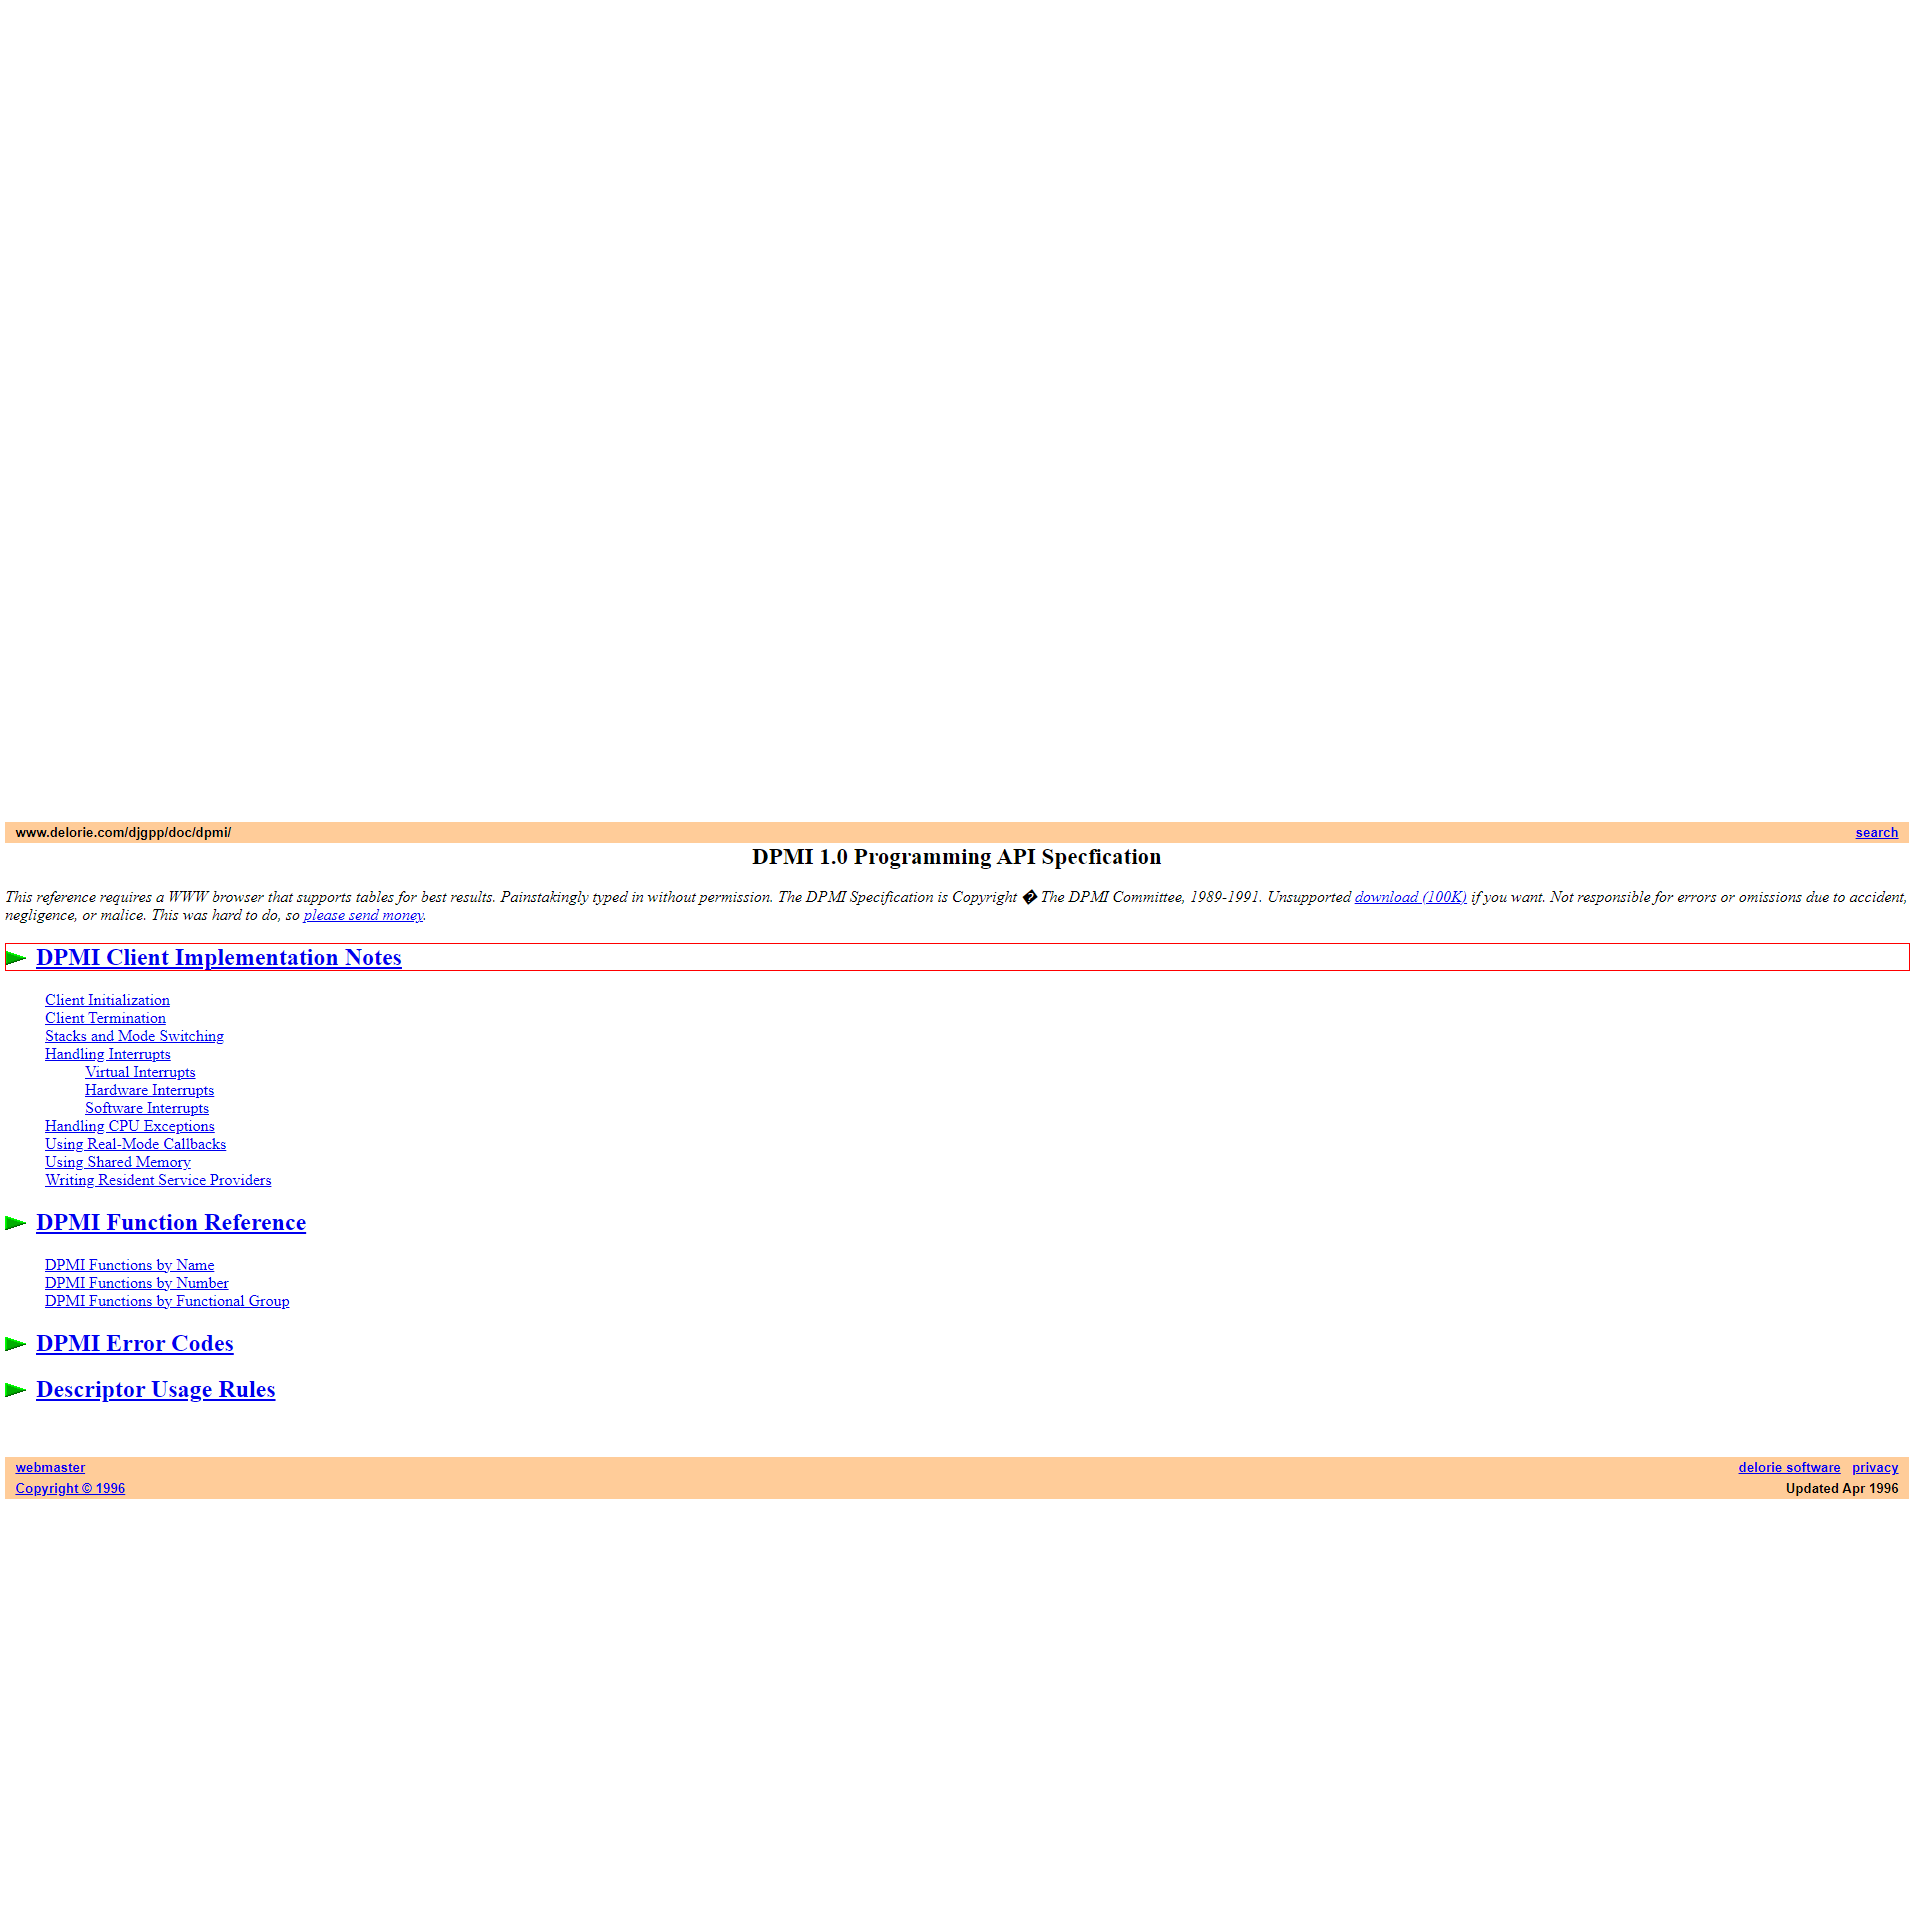 www.delorie.com/djgpp/doc/dpmi/ search
DPMI 1.0 Programming API Specfication
This reference requires a WWW browser that supports tables for best results. Painstakingly typed in without permission. The DPMI Specification is Copyright � The DPMI Committee, 1989-1991. Unsupported download (100K) if you want. Not responsible for errors or omissions due to accident,
negligence, or malice. This was hard to do, so please send money.
DPMI Client Implementation Notes
Client Initialization
Client Termination
Stacks and Mode Switching
Handling Interrupts
Virtual Interrupts
Hardware Interrupts
Software Interrupts
Handling CPU Exceptions
Using Real-Mode Callbacks
Using Shared Memory
Writing Resident Service Providers
DPMI Function Reference
DPMI Functions by Name
DPMI Functions by Number
DPMI Functions by Functional Group
DPMI Error Codes
Descriptor Usage Rules
webmaster delorie software privacy
Copyright © 1996 Updated Apr 1996